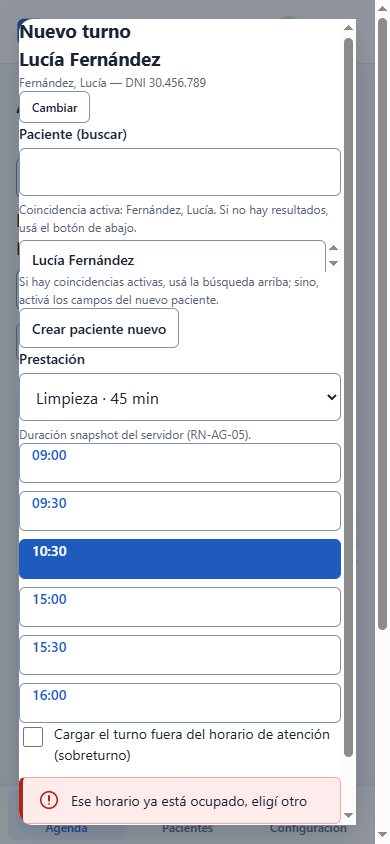 Nuevo turno
Lucía Fernández
Fernández, Lucía — DNI 30.456.789
Cambiar
Paciente (buscar)
Coincidencia activa: Fernández, Lucía. Si no hay resultados,
usá el botón de abajo.
Lucía Fernández
Si hay coincidencias activas, usá la búsqueda arriba; sino,
activá los campos del nuevo paciente.
Crear paciente nuevo
Prestación
Limpieza · 45 min
Duración snapshot del servidor (RN-AG-05).
09:00
09:30
10:30
15:00
15:30
16:00
Cargar el turno fuera del horario de atención
(sobreturno)
Ese horario ya está ocupado, elegí otro
Agenda
Pacientes
Configuración